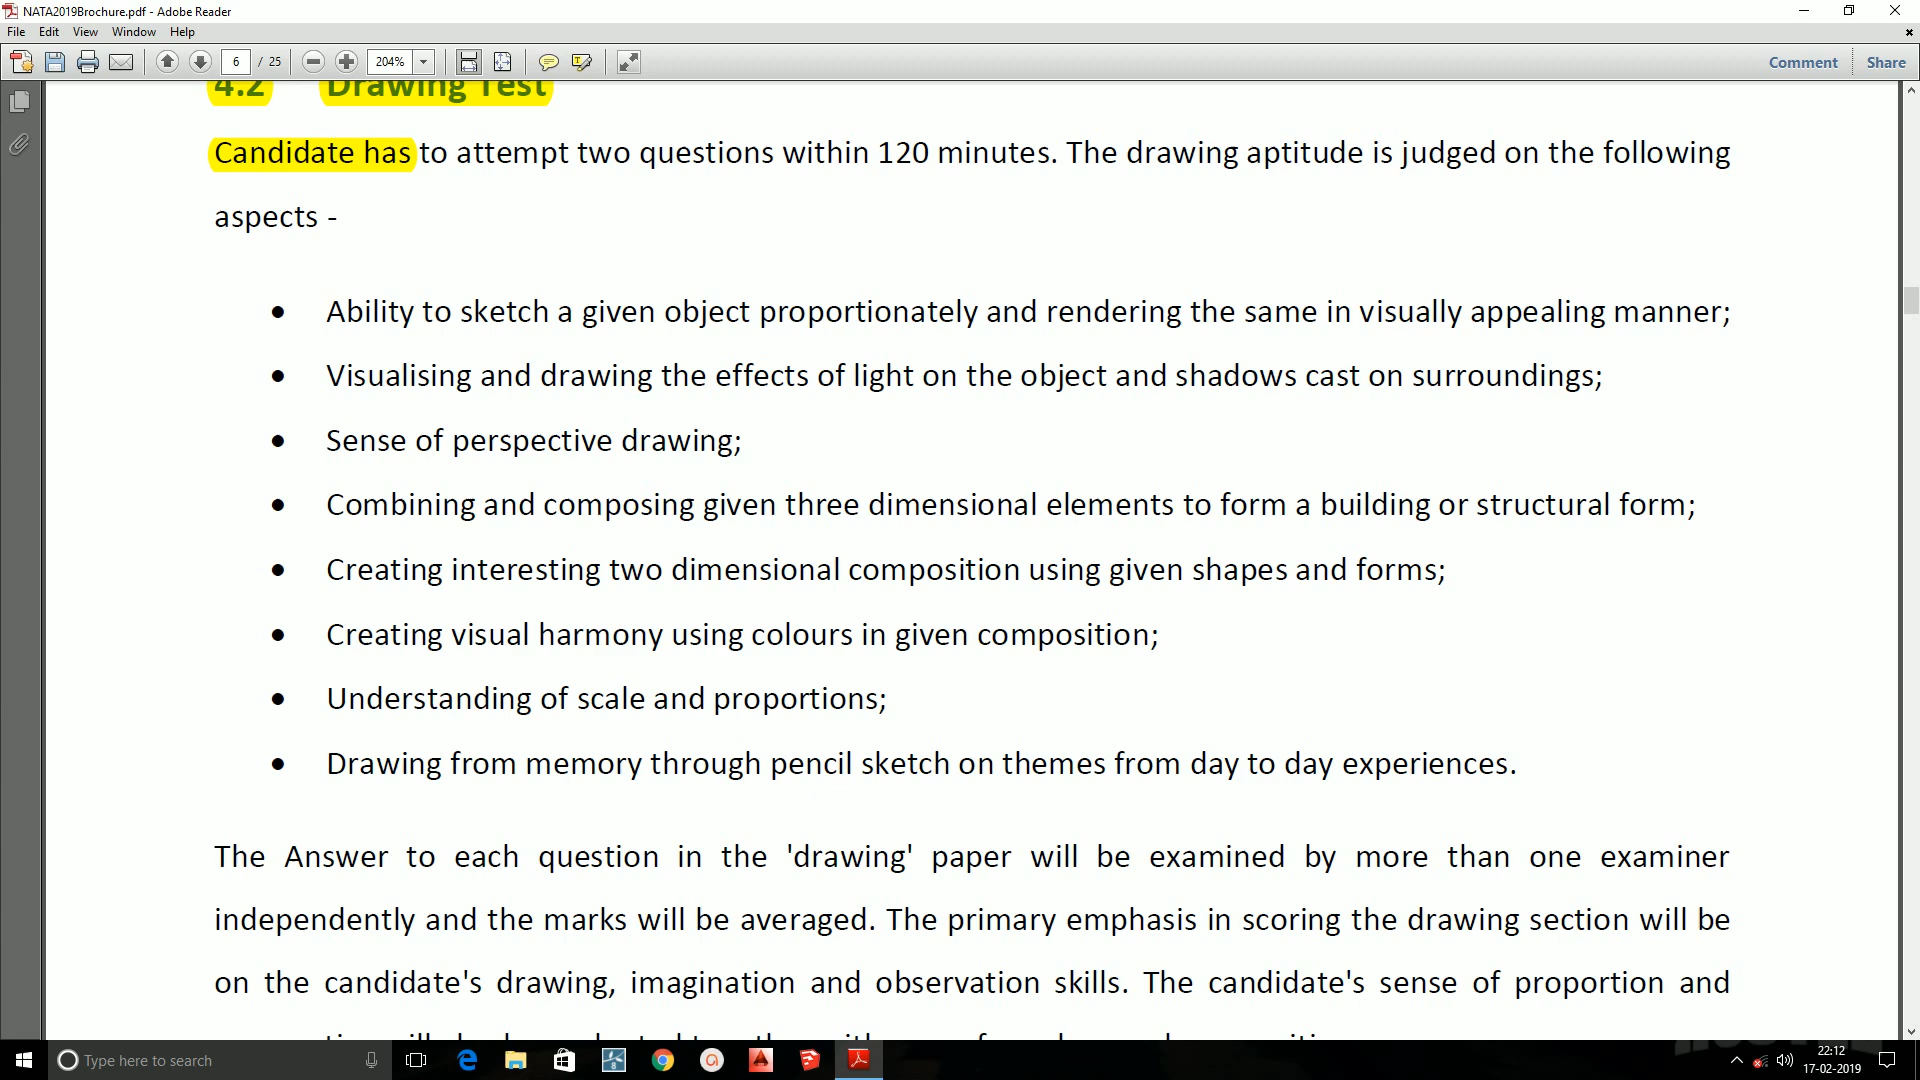 NATA2019Brochure.pdf - Adobe Reader
File Edit View Window Help
6 / 25 204% Comment Share
4.2 Drawing Test
Candidate has to attempt two questions within 120 minutes. The drawing aptitude is judged on the following
aspects -
• Ability to sketch a given object proportionately and rendering the same in visually appealing manner;
• Visualising and drawing the effects of light on the object and shadows cast on surroundings;
• Sense of perspective drawing;
• Combining and composing given three dimensional elements to form a building or structural form;
• Creating interesting two dimensional composition using given shapes and forms;
• Creating visual harmony using colours in given composition;
• Understanding of scale and proportions;
• Drawing from memory through pencil sketch on themes from day to day experiences.
The Answer to each question in the 'drawing' paper will be examined by more than one examiner
independently and the marks will be averaged. The primary emphasis in scoring the drawing section will be
on the candidate's drawing, imagination and observation skills. The candidate's sense of proportion and
Type here to search
22:12
17-02-2019